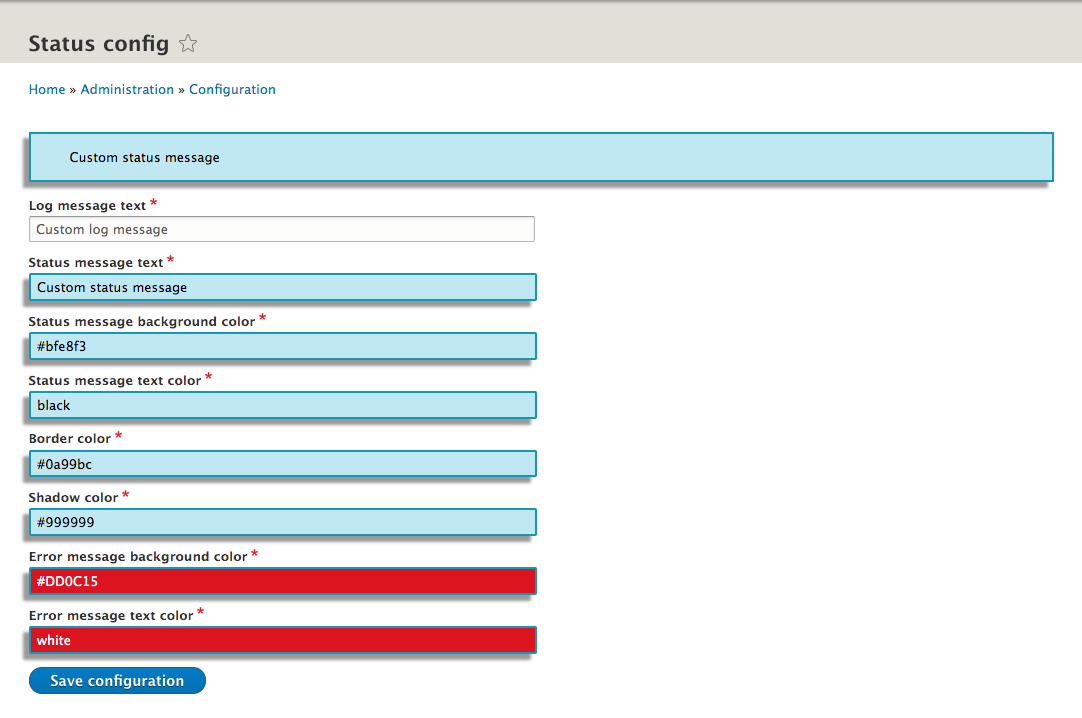 Status config
Home » Administration » Configuration
Custom status message
Log message text *
Custom log message
Status message text *
Custom status message
Status message background color *
#bfe8f3
Status message text color *
black
Border color *
#0a99bc
Shadow color *
#999999
Error message background color *
#DD0C15
Error message text color *
white
Save configuration